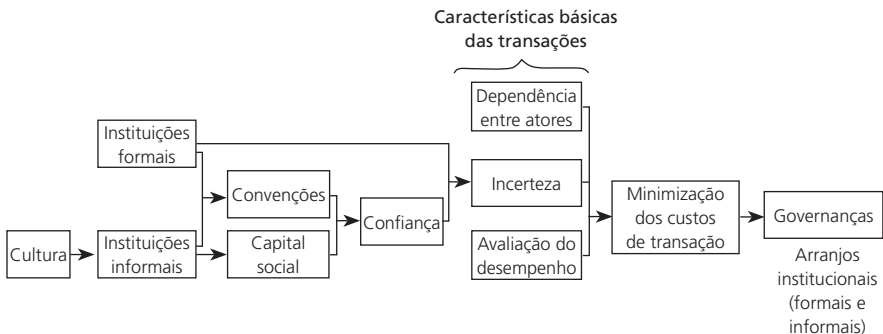 Características básicas
das transações
Dependência
entre atores
Instituições
formais
Convenções
Incerteza
Confiança
Minimização
dos custos
de transação
Governanças
Cultura
Instituições
informais
Capital
social
Avaliação do
desempenho
Arranjos
institucionais
(formais e
informais)